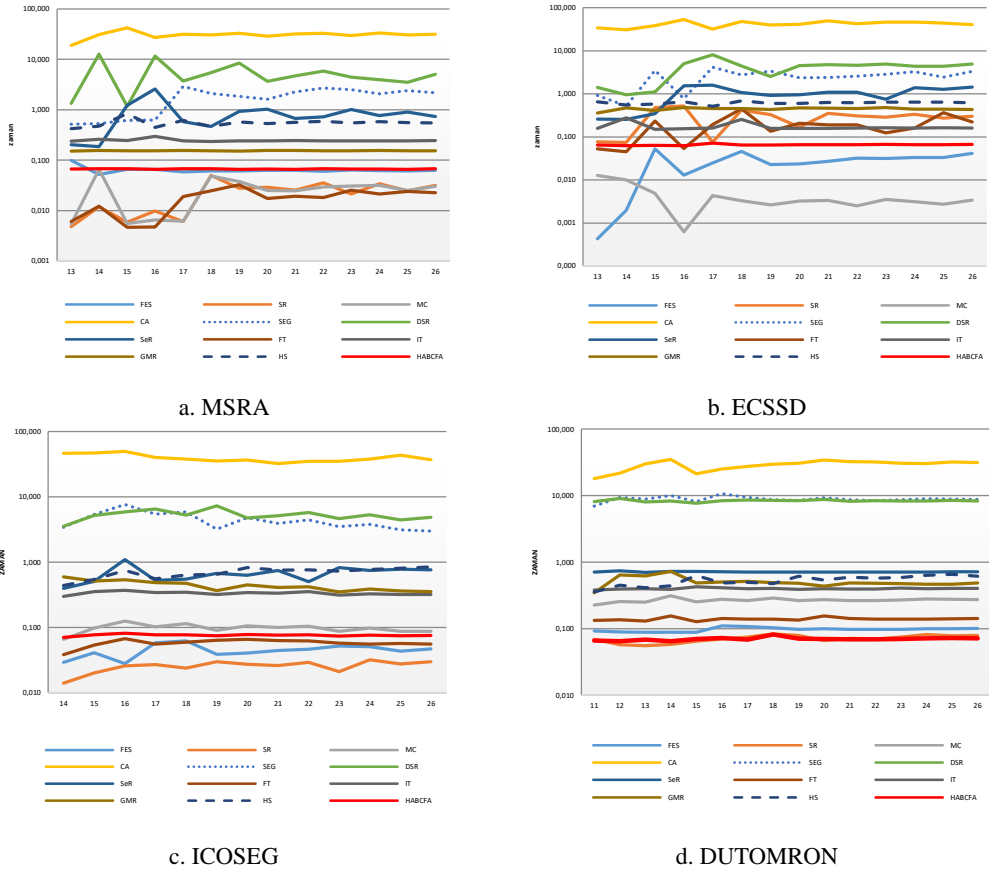 100,000
10,000
1,000
0,100
0,010
0,001
zaman
13 14 15 16 17 18 19 20 21 22 23 24 25 26
FES SR MC
CA SEG DSR
SeR FT IT
GMR HS HABCFA
a. MSRA
100,000
10,000
1,000
0,100
0,010
0,001
0,000
zaman
13 14 15 16 17 18 19 20 21 22 23 24 25 26
FES SR MC
CA SEG DSR
SeR FT IT
GMR HS HABCFA
b. ECSSD
100,000
10,000
1,000
0,100
0,010
ZAMAN
14 15 16 17 18 19 20 21 22 23 24 25 26
FES SR MC
CA SEG DSR
SeR FT IT
GMR HS HABCFA
c. ICOSEG
100,000
10,000
1,000
0,100
0,010
ZAMAN
11 12 13 14 15 16 17 18 19 20 21 22 23 24 25 26
FES SR MC
CA SEG DSR
SeR FT IT
GMR HS HABCFA
d. DUTOMRON